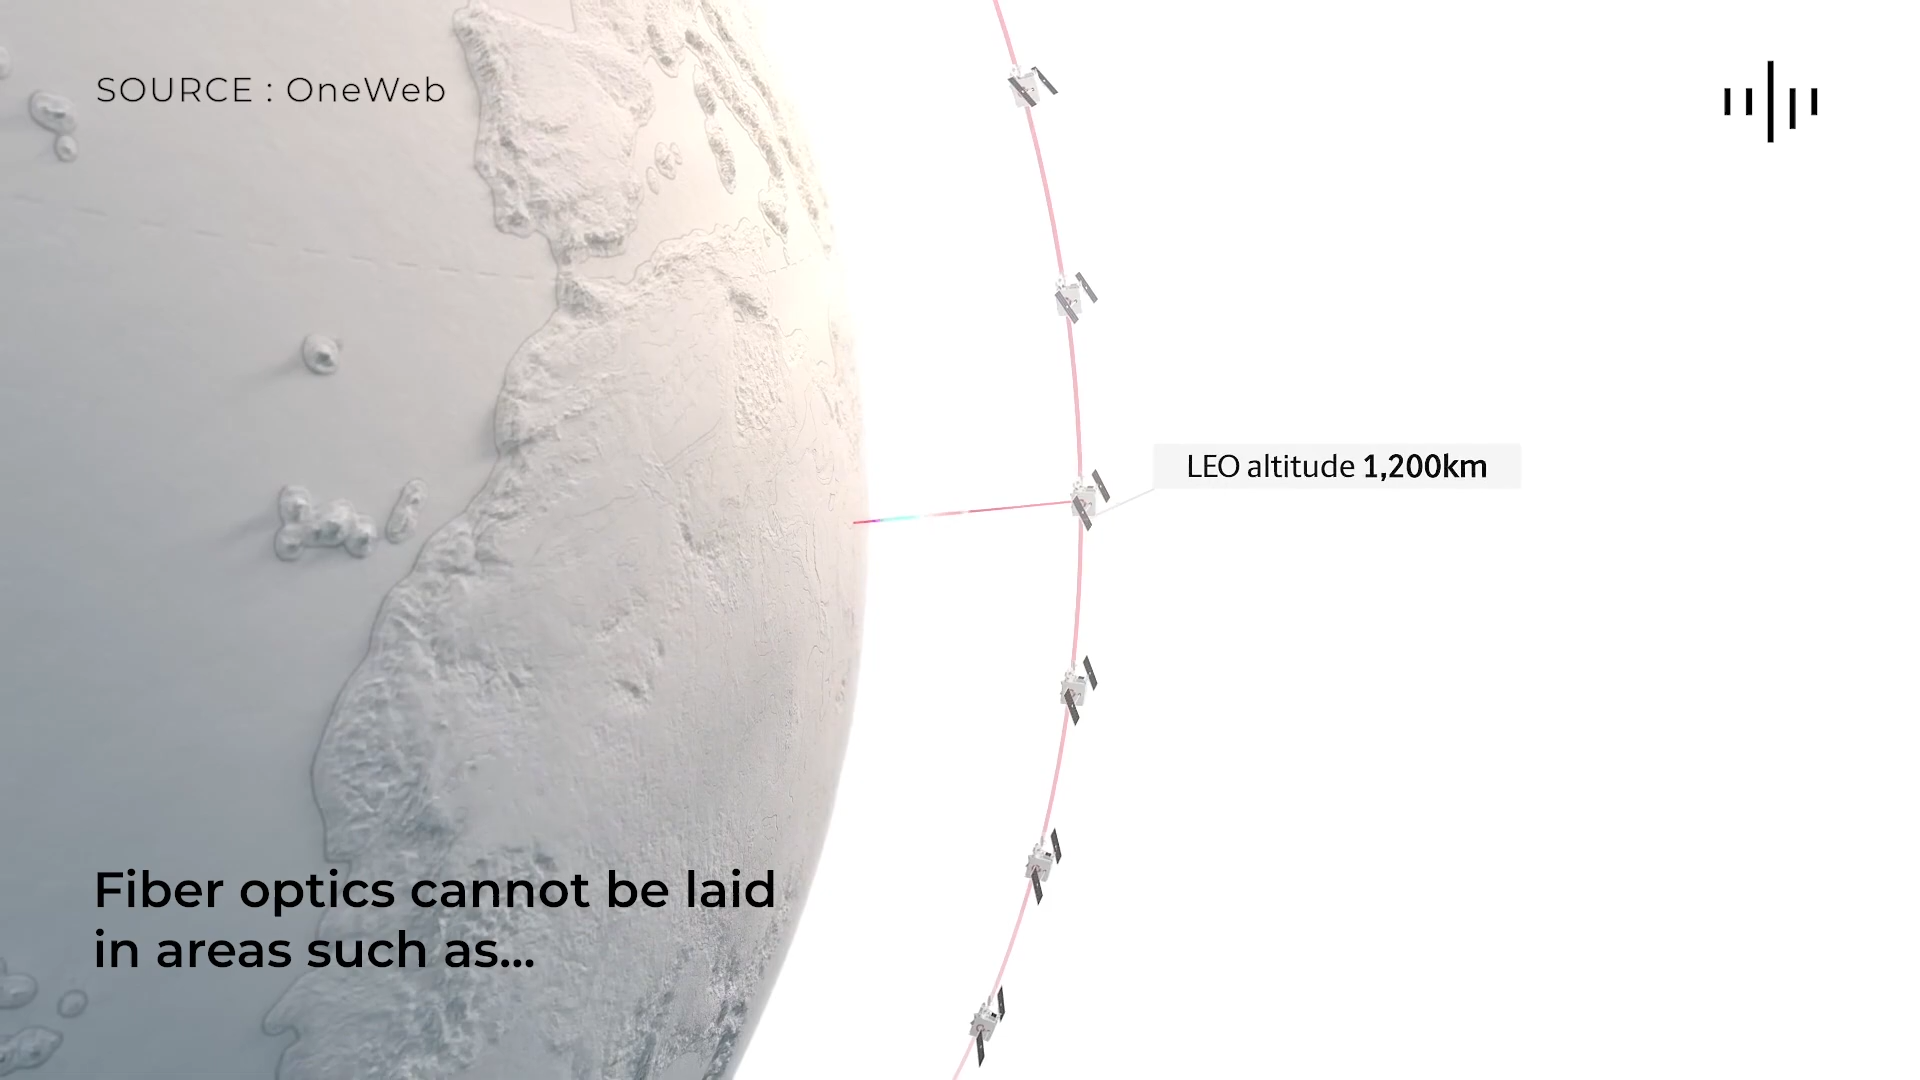 SOURCE : OneWeb
LEO altitude 1,200km
Fiber optics cannot be laid
in areas such as...